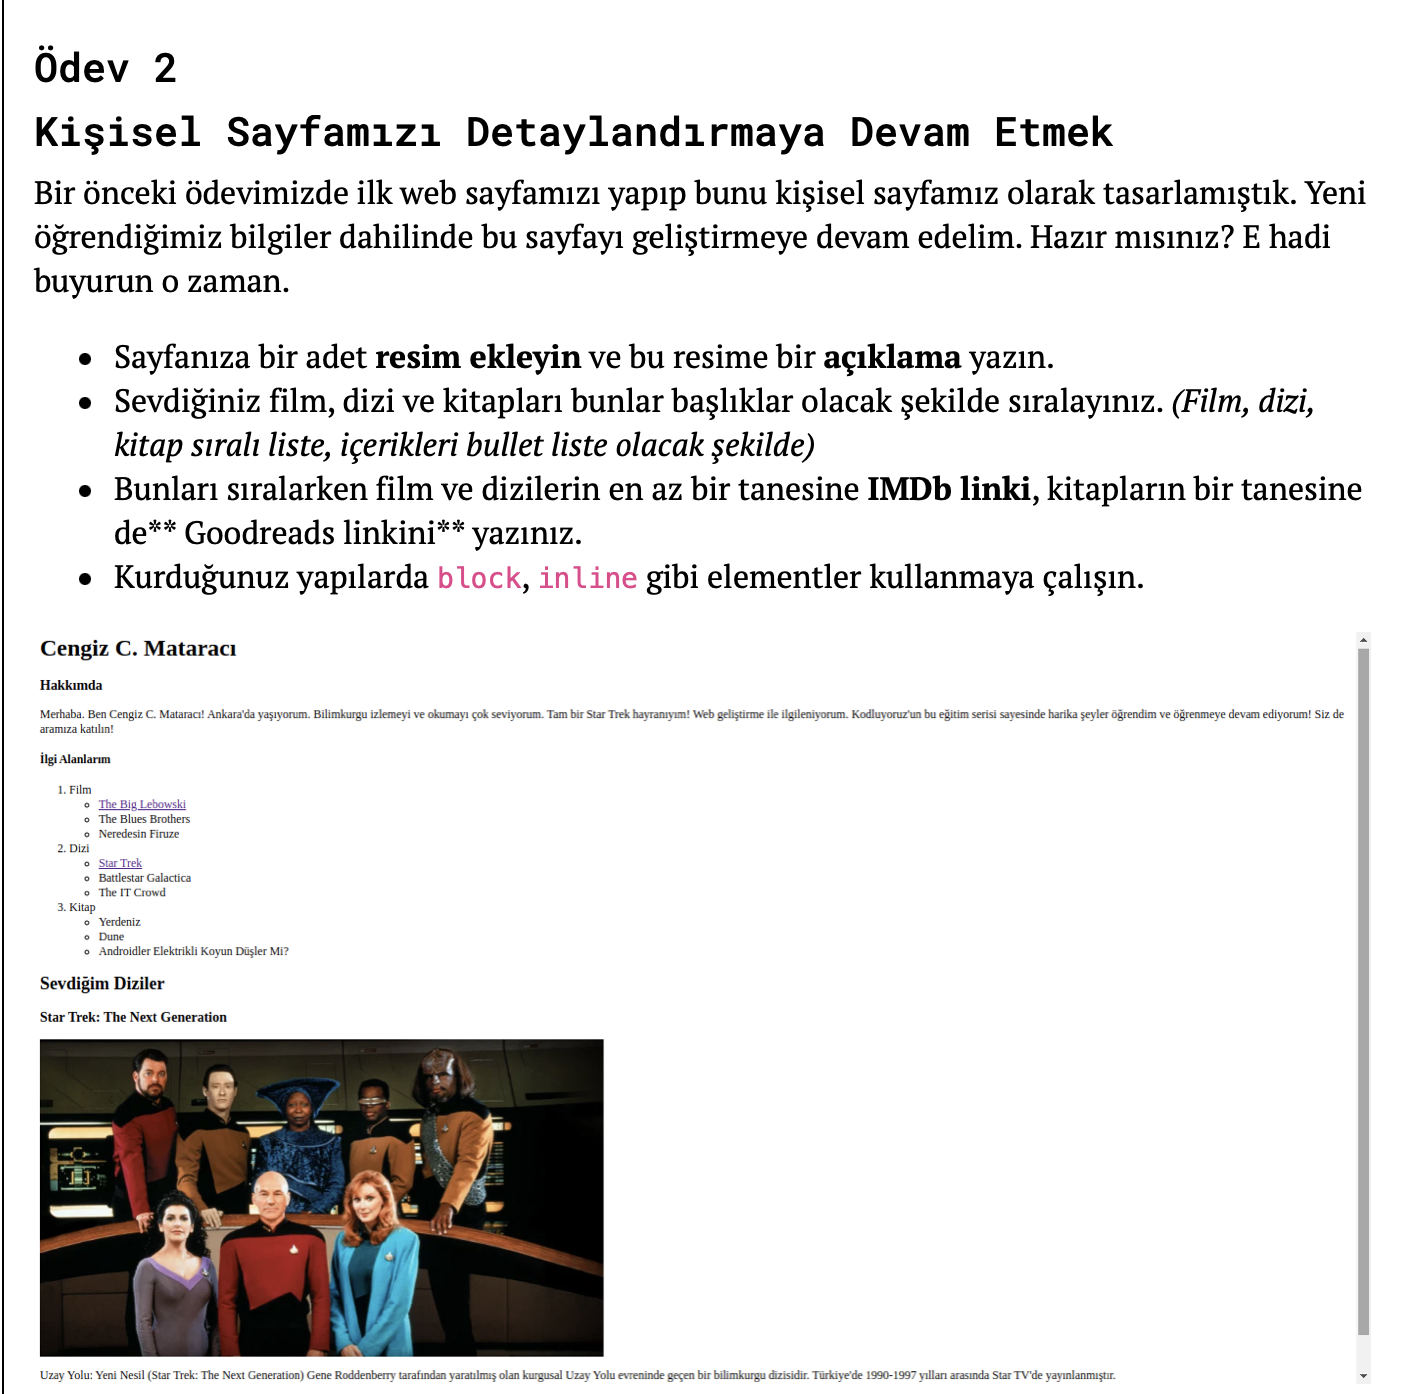 Ödev 2
Kişisel Sayfamızı Detaylandırmaya Devam Etmek
Bir önceki ödevimizde ilk web sayfamızı yapıp bunu kişisel sayfamız olarak tasarlamıştık. Yeni
öğrendiğimiz bilgiler dahilinde bu sayfayı geliştirmeye devam edelim. Hazır mısınız? E hadi
buyurun o zaman.
• Sayfanıza bir adet resim ekleyin ve bu resime bir açıklama yazın.
• Sevdiğiniz film, dizi ve kitapları bunlar başlıklar olacak şekilde sıralayınız. (Film, dizi,
kitap sıralı liste, içerikleri bullet liste olacak şekilde)
• Bunları sıralarken film ve dizilerin en az bir tanesine IMDb linki, kitapların bir tanesine
de** Goodreads linkini** yazınız.
• Kurduğunuz yapılarda block, inline gibi elementler kullanmaya çalışın.
Cengiz C. Mataracı
Hakkımda
Merhaba. Ben Cengiz C. Mataracı! Ankara'da yaşıyorum. Bilimkurgu izlemeyi ve okumayı çok seviyorum. Tam bir Star Trek hayranıyım! Web geliştirme ile ilgileniyorum. Kodluyoruz'un bu eğitim serisi sayesinde harika şeyler öğrendim ve öğrenmeye devam ediyorum! Siz de
aramıza katılın!
İlgi Alanlarım
1. Film
The Big Lebowski
The Blues Brothers
Neredesin Firuze
2. Dizi
Star Trek
Battlestar Galactica
The IT Crowd
3. Kitap
Yerdeniz
Dune
Androidler Elektrikli Koyun Düşler Mi?
Sevdiğim Diziler
Star Trek: The Next Generation
Uzay Yolu: Yeni Nesil (Star Trek: The Next Generation) Gene Roddenberry tarafından yaratılmış olan kurgusal Uzay Yolu evreninde geçen bir bilimkurgu dizisidir. Türkiye'de 1990-1997 yılları arasında Star TV'de yayınlanmıştır.